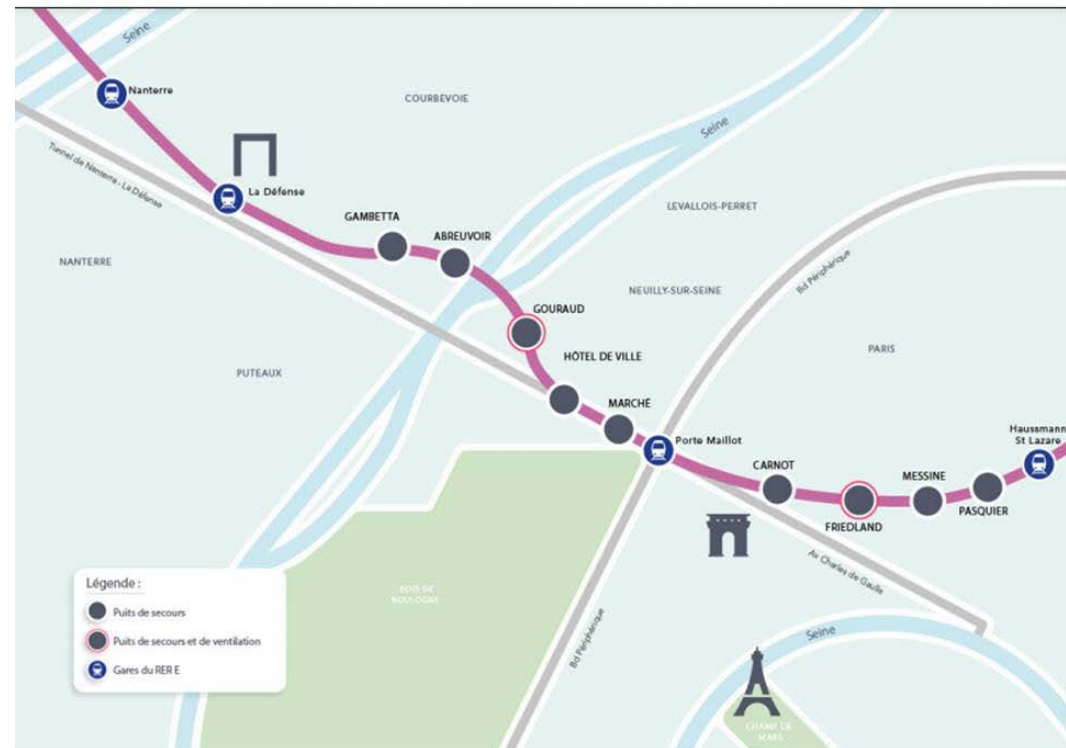 Seine
Nanterre
COURBEVOIE
Seine
Tunnel de Nanterre - La Défense
La Défense
LEVALLOIS-PERRET
GAMBETTA
ABREUVOIR
NANTERRE
Bd Périphérique
NEUILLY-SUR-SEINE
GOURAUD
PARIS
HÔTEL DE VILLE
PUTEAUX
MARCHÉ
Haussmann
St Lazare
Porte Maillot
CARNOT
MESSINE
PASQUIER
FRIEDLAND
Av Charles de Gaulle
BOIS DE
BOULOGNE
Bd Périphérique
Seine
CHAMP DE
MARS
Légende :
Puits de secours
Puits de secours et de ventilation
Gares du RER E